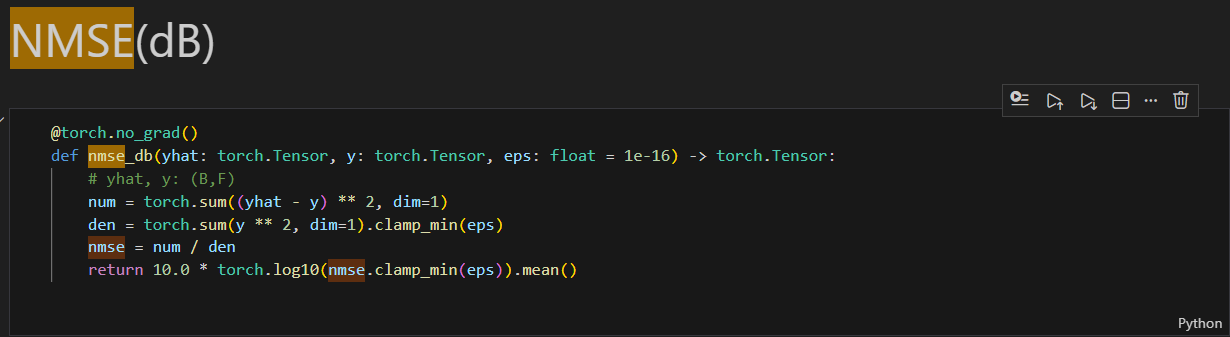 NMSE(dB)
@torch.no_grad()
def nmse_db(yhat: torch.Tensor, y: torch.Tensor, eps: float = 1e-16) -> torch.Tensor:
    # yhat, y: (B,F)
    num = torch.sum((yhat - y) ** 2, dim=1)
    den = torch.sum(y ** 2, dim=1).clamp_min(eps)
    nmse = num / den
    return 10.0 * torch.log10(nmse.clamp_min(eps)).mean()
Python